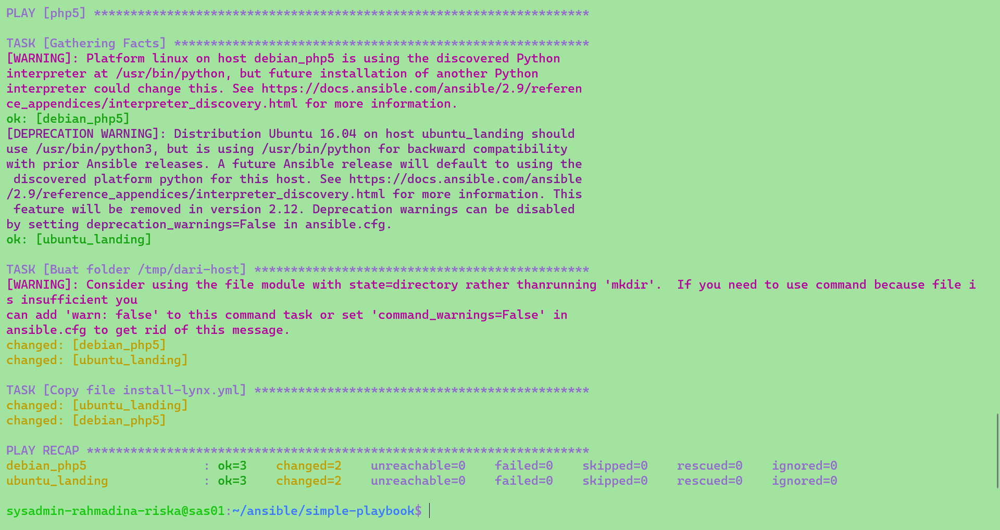 PLAY [php5] ********************************************************************

TASK [Gathering Facts] *********************************************************
[WARNING]: Platform linux on host debian_php5 is using the discovered Python
interpreter at /usr/bin/python, but future installation of another Python
interpreter could change this. See https://docs.ansible.com/ansible/2.9/referen
ce_appendices/interpreter_discovery.html for more information.
ok: [debian_php5]
[DEPRECATION WARNING]: Distribution Ubuntu 16.04 on host ubuntu_landing should
use /usr/bin/python3, but is using /usr/bin/python for backward compatibility
with prior Ansible releases. A future Ansible release will default to using the
 discovered platform python for this host. See https://docs.ansible.com/ansible
/2.9/reference_appendices/interpreter_discovery.html for more information. This
 feature will be removed in version 2.12. Deprecation warnings can be disabled
by setting deprecation_warnings=False in ansible.cfg.
ok: [ubuntu_landing]

TASK [Buat folder /tmp/dari-host] **********************************************
[WARNING]: Consider using the file module with state=directory rather thanrunning 'mkdir'.  If you need to use command because file i
s insufficient you
can add 'warn: false' to this command task or set 'command_warnings=False' in
ansible.cfg to get rid of this message.
changed: [debian_php5]
changed: [ubuntu_landing]

TASK [Copy file install-lynx.yml] **********************************************
changed: [ubuntu_landing]
changed: [debian_php5]

PLAY RECAP *********************************************************************
debian_php5                : ok=3    changed=2    unreachable=0    failed=0    skipped=0    rescued=0    ignored=0
ubuntu_landing             : ok=3    changed=2    unreachable=0    failed=0    skipped=0    rescued=0    ignored=0

sysadmin-rahmadina-riska@sas01:~/ansible/simple-playbook$